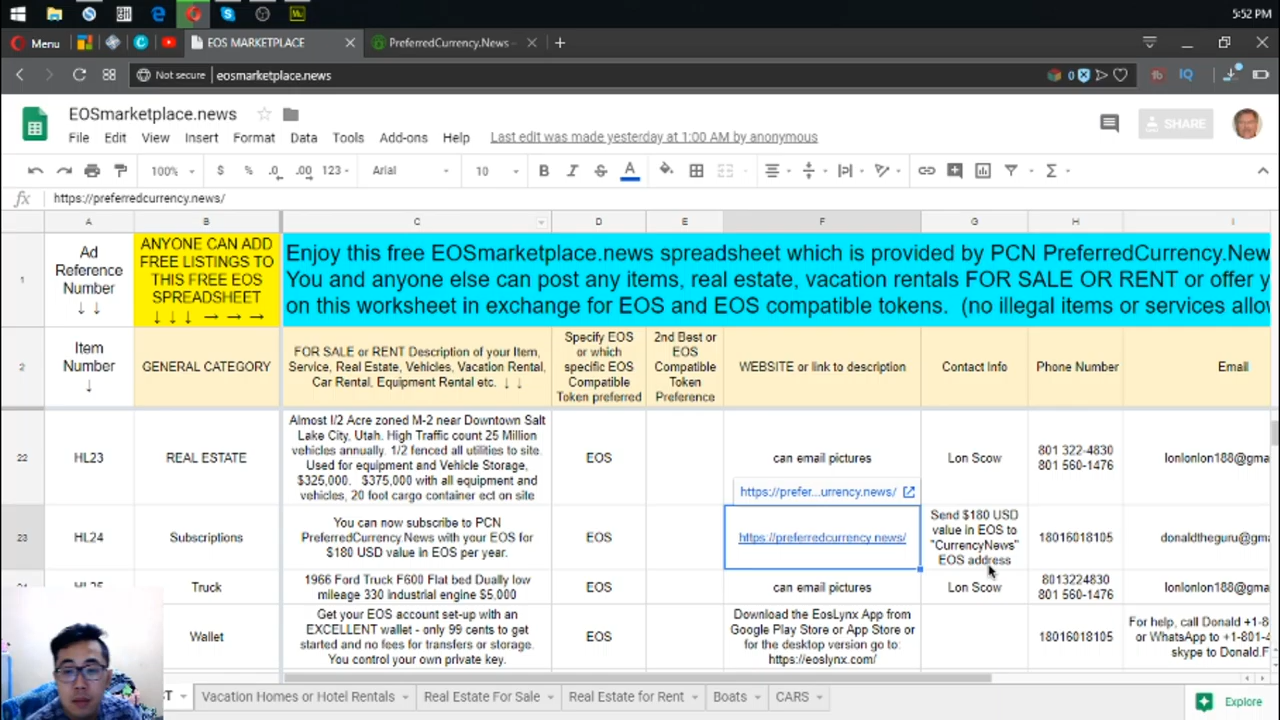 5:52 PM
Menu
EOS MARKETPLACE
PreferredCurrency.News -
Not secure
eosmarketplace.news
0
IQ
EOSmarketplace.news
SHARE
File Edit View Insert Format Data Tools Add-ons Help Last edit was made yesterday at 1:00 AM by anonymous
100% $ % .0 .00 123 Arial 10 B I S A
fx https://preferredcurrency.news/
A B C D E F G H I
1
Ad
Reference
Number
↓ ↓
ANYONE CAN ADD
FREE LISTINGS TO
THIS FREE EOS
SPREADSHEET
↓ ↓ ↓ → → →
Enjoy this free EOSmarketplace.news spreadsheet which is provided by PCN PreferredCurrency.New
You and anyone else can post any items, real estate, vacation rentals FOR SALE OR RENT or offer y
on this worksheet in exchange for EOS and EOS compatible tokens. (no illegal items or services allo
2
Item
Number
↓
GENERAL CATEGORY
FOR SALE or RENT Description of your Item,
Service, Real Estate, Vehicles, Vacation Rental,
Car Rental, Equipment Rental etc. ↓ ↓
Specify EOS
or which
specific EOS
Compatible
Token preferred
2nd Best or
EOS
Compatible
Token
Preference
WEBSITE or link to description
Contact Info
Phone Number
Email
22
HL23
REAL ESTATE
Almost I/2 Acre zoned M-2 near Downtown Salt
Lake City, Utah. High Traffic count 25 Million
vehicles annually. 1/2 fenced all utilities to site.
Used for equipment and Vehicle Storage,
$325,000. $375,000 with all equipment and
vehicles, 20 foot cargo container ect on site
EOS
can email pictures
Lon Scow
801 322-4830
801 560-1476
lonlonlon188@gma
https://prefer...urrency.news/
23
HL24
Subscriptions
You can now subscribe to PCN
PreferredCurrency.News with your EOS for
$180 USD value in EOS per year.
EOS
https://preferredcurrency.news/
Send $180 USD
value in EOS to
"CurrencyNews"
EOS address
18016018105
donaldtheguru@gma
HL25
Truck
1966 Ford Truck F600 Flat bed Dually low
mileage 330 industrial engine $5,000
EOS
can email pictures
Lon Scow
8013224830
801 560-1476
lonlonlon188@gma
Wallet
Get your EOS account set-up with an
EXCELLENT wallet - only 99 cents to get
started and no fees for transfers or storage.
You control your own private key.
EOS
Download the EosLynx App from
Google Play Store or App Store or
for the desktop version go to:
https://eoslynx.com/
18016018105
For help, call Donald +1-8
or WhatsApp to +1-801-4
skype to Donald.F
T
Vacation Homes or Hotel Rentals
Real Estate For Sale
Real Estate for Rent
Boats
CARS
Explore